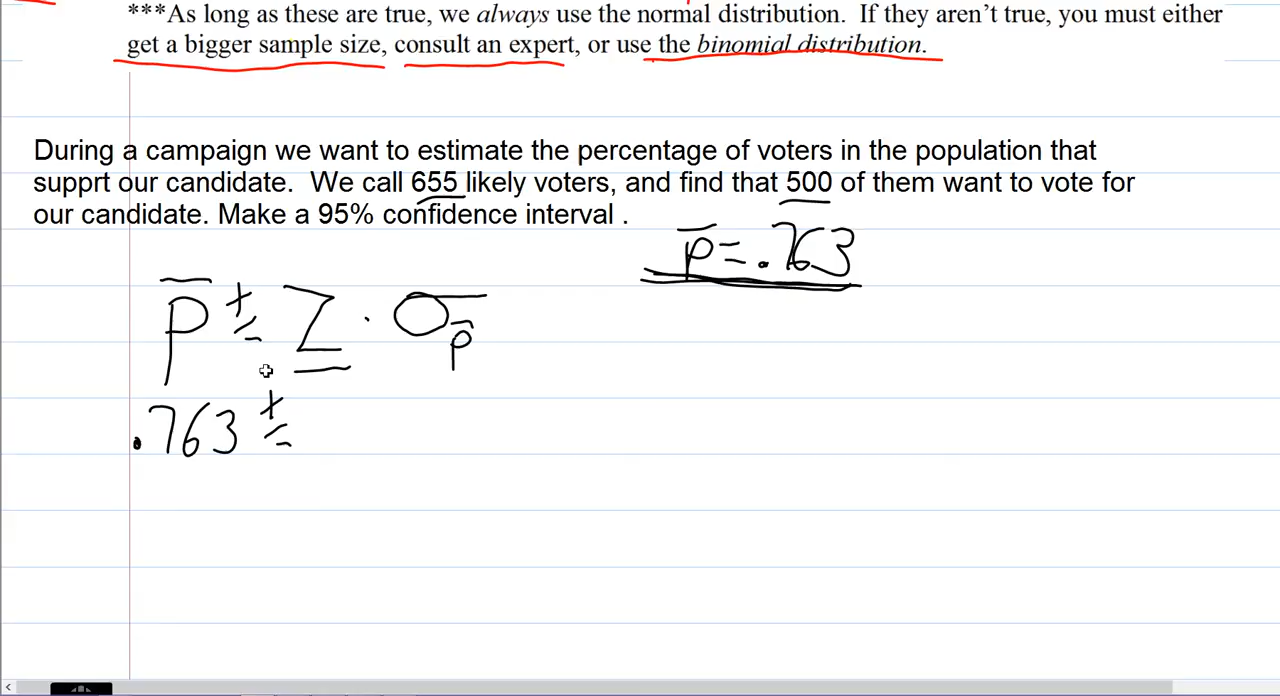 ***As long as these are true, we always use the normal distribution. If they aren't true, you must either
get a bigger sample size, consult an expert, or use the binomial distribution.
During a campaign we want to estimate the percentage of voters in the population that
supprt our candidate. We call 655 likely voters, and find that 500 of them want to vote for
our candidate. Make a 95% confidence interval .
p̅ = .763
p̅ ± Z · σp̅
.763 ±